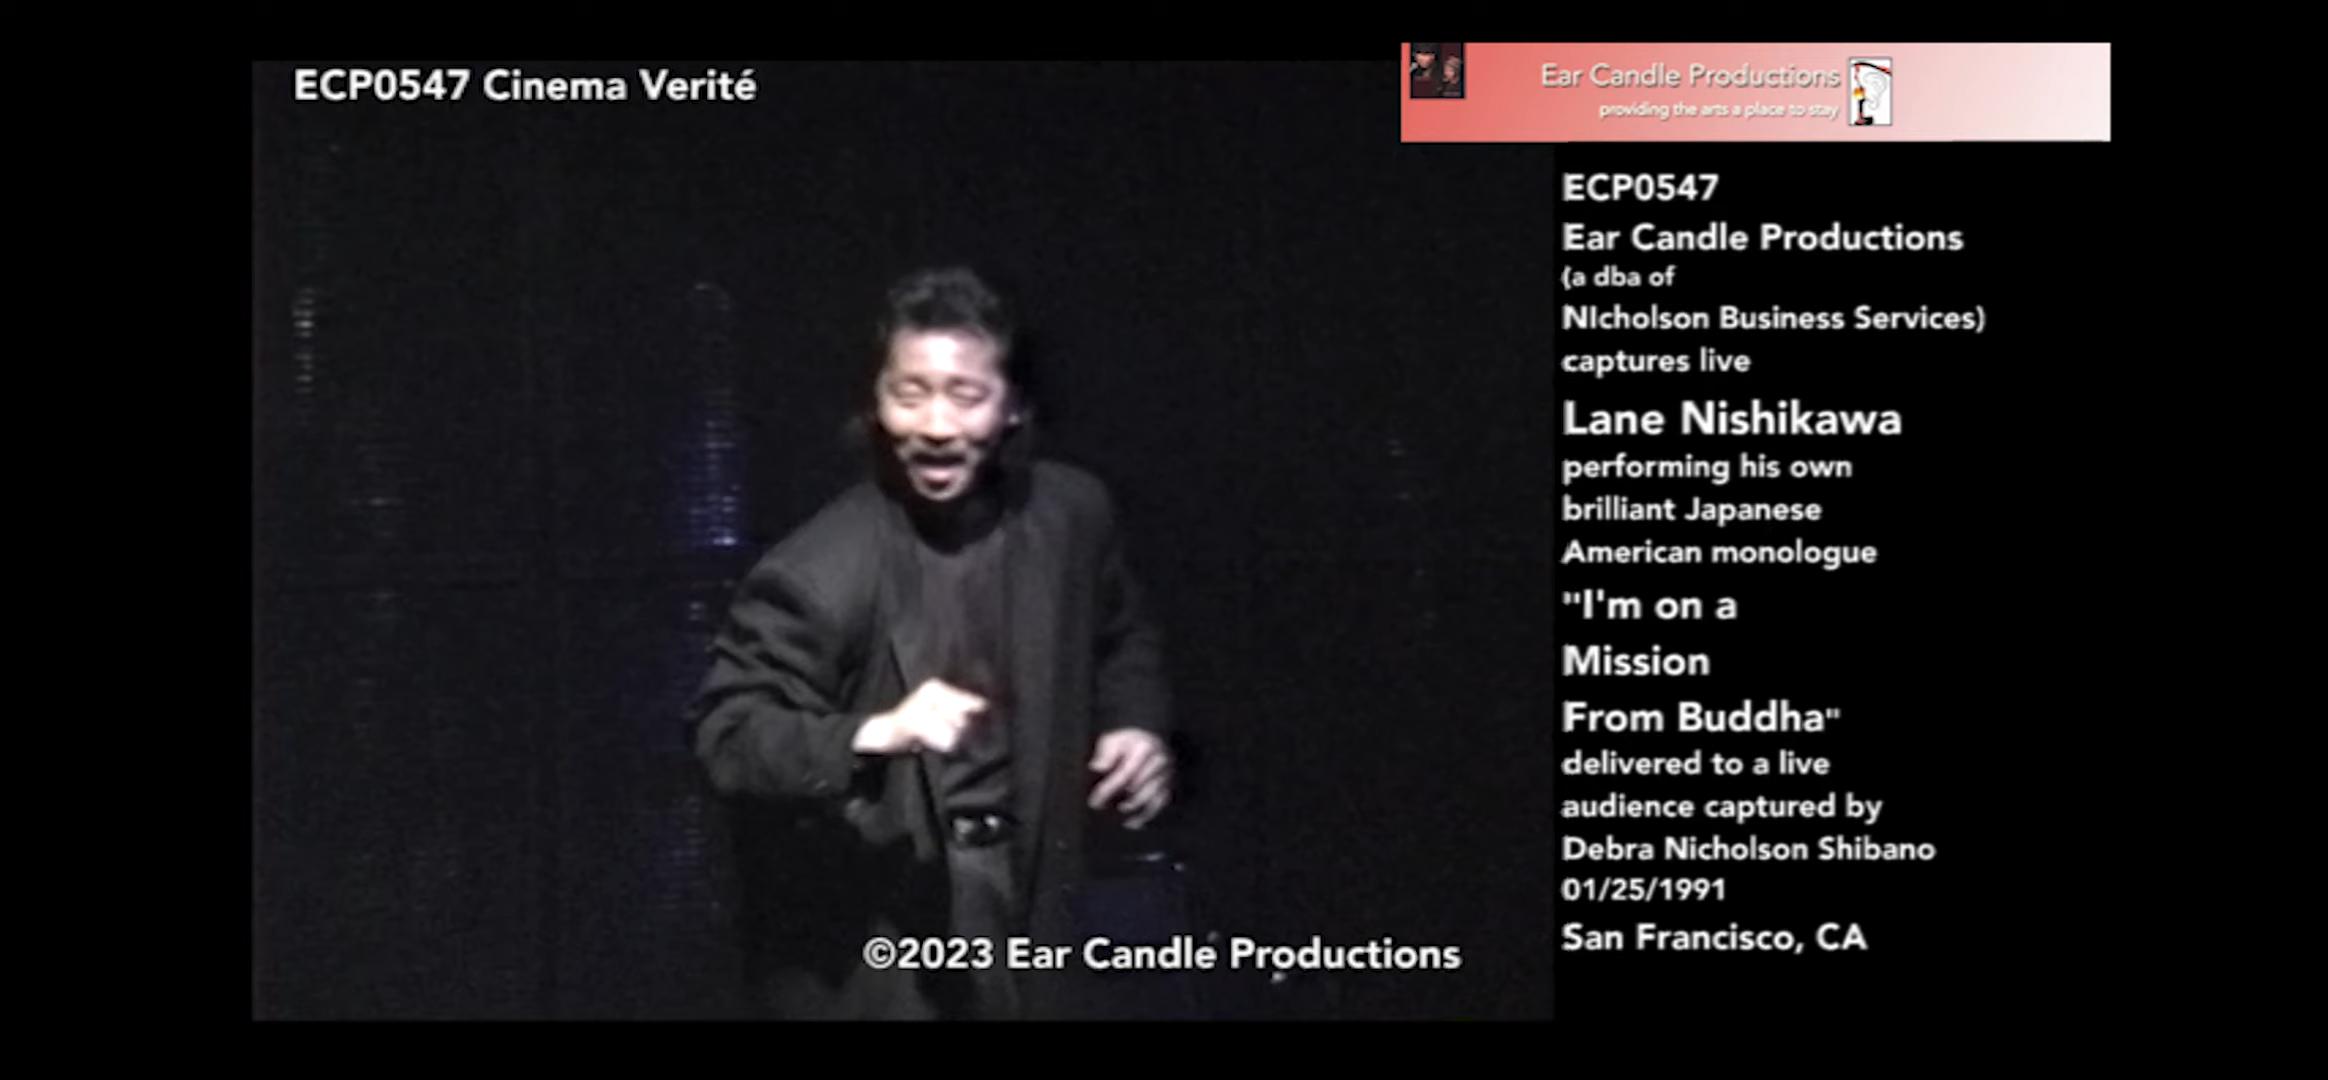 ECP0547 Cinema Verité
Ear Candle Productions
providing the arts a place to stay
ECP0547
Ear Candle Productions
(a dba of
NIcholson Business Services)
captures live
Lane Nishikawa
performing his own
brilliant Japanese
American monologue
"I'm on a
Mission
From Buddha"
delivered to a live
audience captured by
Debra Nicholson Shibano
01/25/1991
San Francisco, CA
©2023 Ear Candle Productions